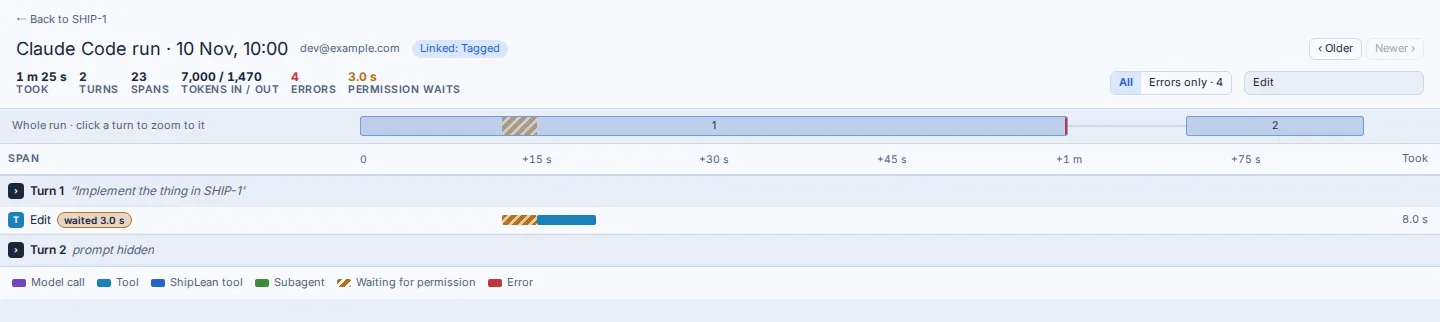 ← Back to SHIP-1
Claude Code run · 10 Nov, 10:00 dev@example.com Linked: Tagged ‹ Older Newer ›
1 m 25 s 2 23 7,000 / 1,470 4 3.0 s
TOOK TURNS SPANS TOKENS IN / OUT ERRORS PERMISSION WAITS
All Errors only · 4 Edit
Whole run · click a turn to zoom to it 1 2
SPAN 0 +15 s +30 s +45 s +1 m +75 s Took
› Turn 1 “Implement the thing in SHIP-1”
T Edit waited 3.0 s 8.0 s
› Turn 2 prompt hidden
Model call Tool ShipLean tool Subagent Waiting for permission Error